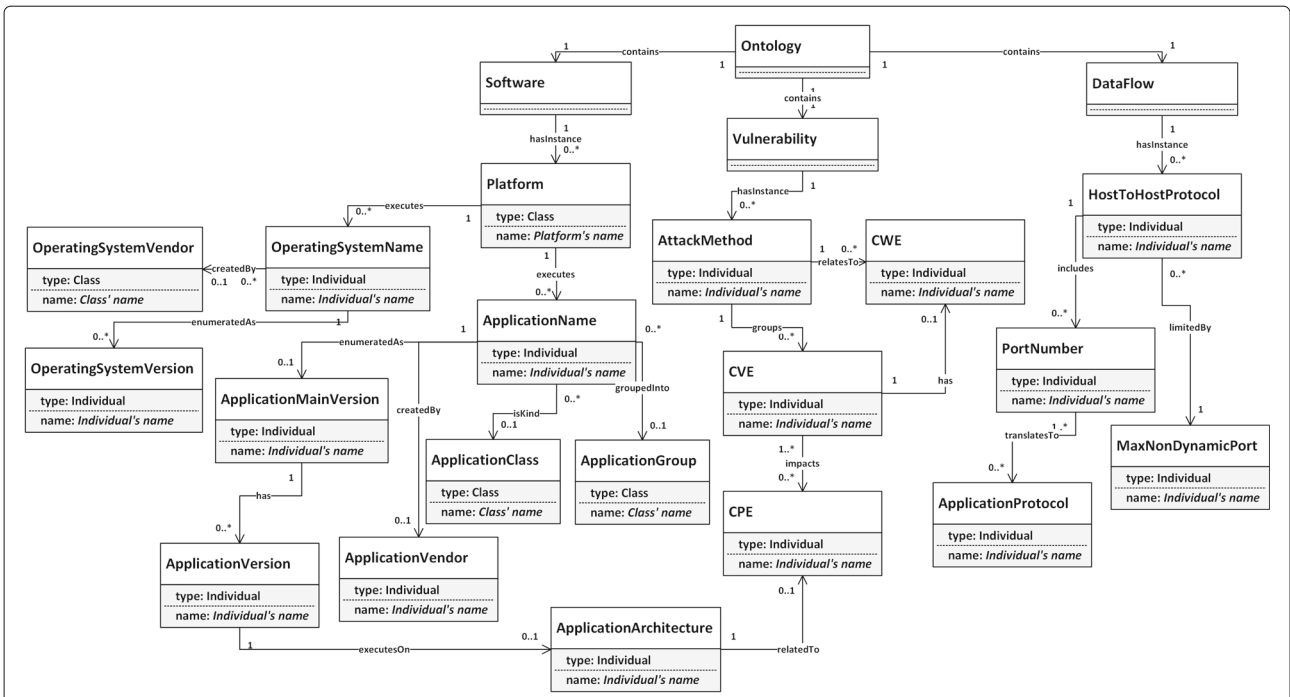 Ontology
1
contains
1
1
contains
1
1
contains
1
Software
DataFlow
Vulnerability
1
hasInstance
0..*
1
hasInstance
0..*
1
hasInstance
0..*
Platform
type: Class
name: Platform's name
HostToHostProtocol
type: Individual
name: Individual's name
0..*
executes
1
1
executes
0..*
OperatingSystemVendor
type: Class
name: Class' name
createdBy
0..1
0..*
OperatingSystemName
type: Individual
name: Individual's name
AttackMethod
type: Individual
name: Individual's name
1
0..*
relatesTo
CWE
type: Individual
name: Individual's name
1
includes
0..*
0..*
limitedBy
1
enumeratedAs
1
0..*
OperatingSystemVersion
type: Individual
name: Individual's name
ApplicationName
type: Individual
name: Individual's name
1
enumeratedAs
0..1
0..*
groupedInto
0..1
createdBy
0..1
isKind
0..*
0..1
1
groups
0..*
CVE
type: Individual
name: Individual's name
1
has
0..1
PortNumber
type: Individual
name: Individual's name
ApplicationMainVersion
type: Individual
name: Individual's name
ApplicationClass
type: Class
name: Class' name
ApplicationGroup
type: Class
name: Class' name
1..*
impacts
0..*
1..*
translatesTo
0..*
MaxNonDynamicPort
type: Individual
name: Individual's name
1
has
0..*
CPE
type: Individual
name: Individual's name
ApplicationProtocol
type: Individual
name: Individual's name
ApplicationVersion
type: Individual
name: Individual's name
ApplicationVendor
type: Individual
name: Individual's name
1
executesOn
0..1
ApplicationArchitecture
type: Individual
name: Individual's name
1
relatedTo
0..1